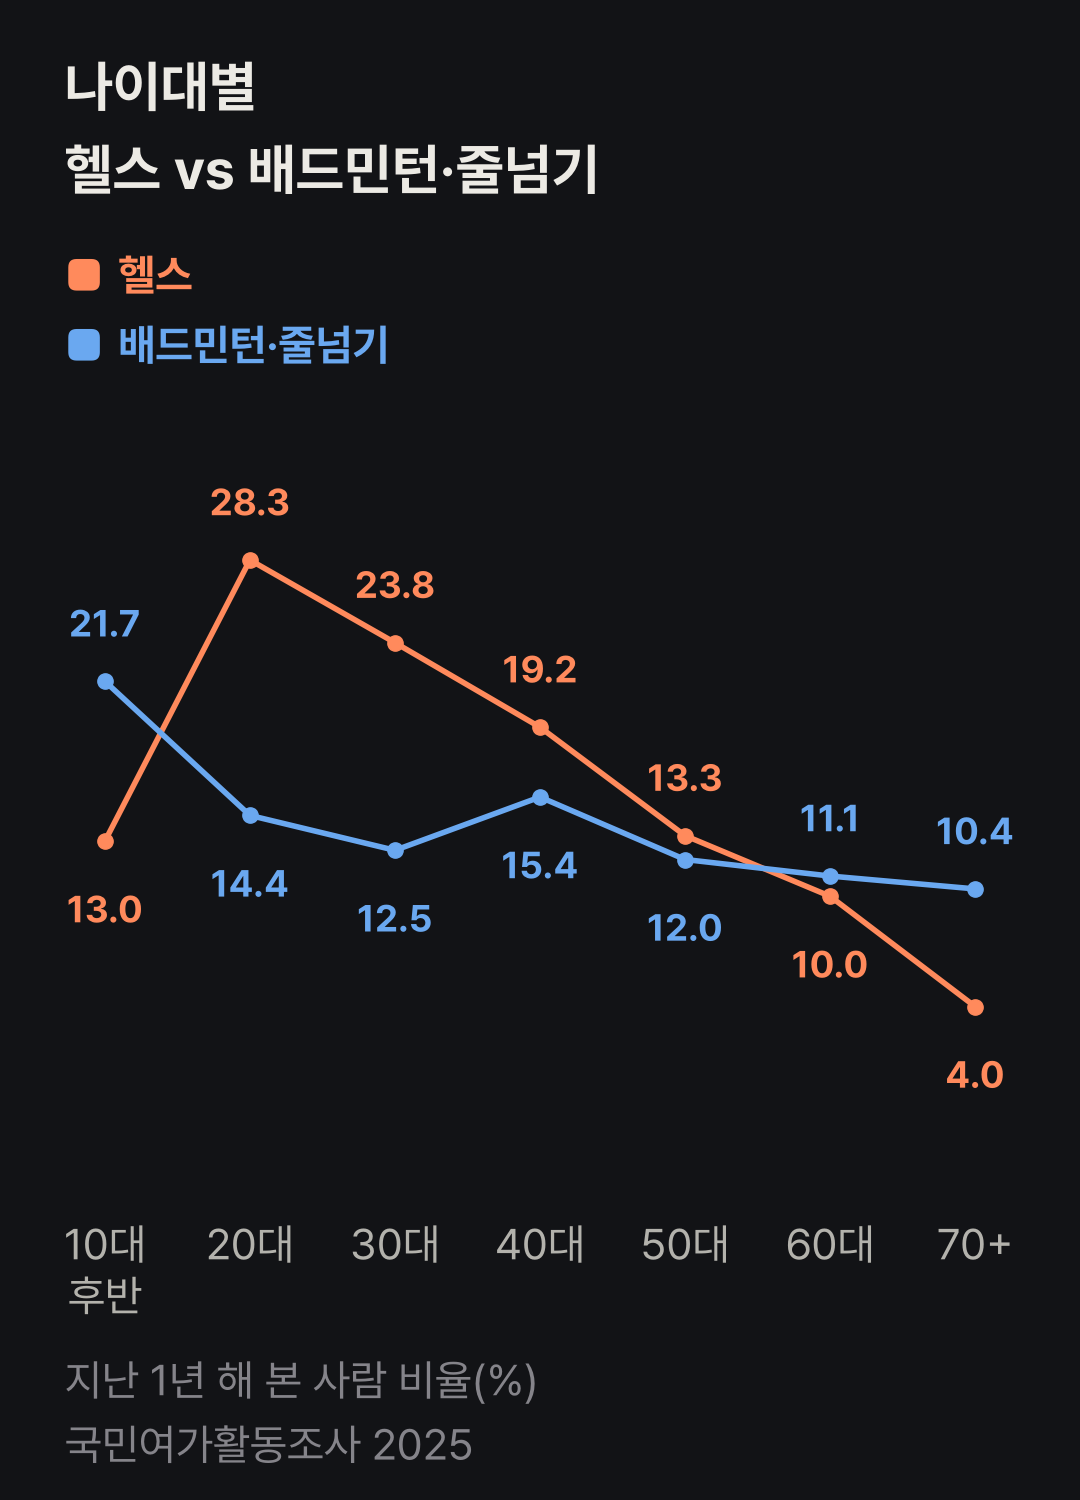 나이대별
헬스 vs 배드민턴·줄넘기
헬스
배드민턴·줄넘기
28.3
23.8
21.7
19.2
13.3
11.1
10.4
15.4
14.4
13.0
12.5
12.0
10.0
4.0
10대 후반 20대 30대 40대 50대 60대 70+
지난 1년 해 본 사람 비율(%)
국민여가활동조사 2025